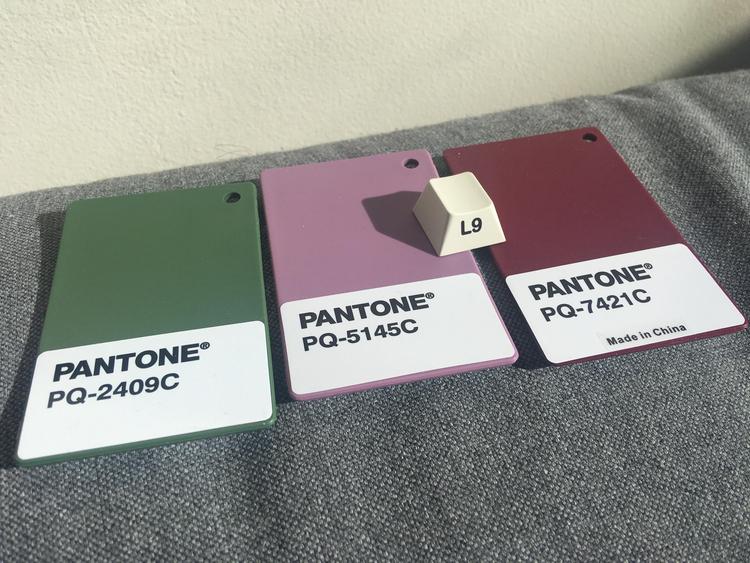 PANTONE®
PQ-2409C
PANTONE®
PQ-5145C
L9
PANTONE®
PQ-7421C
Made in China